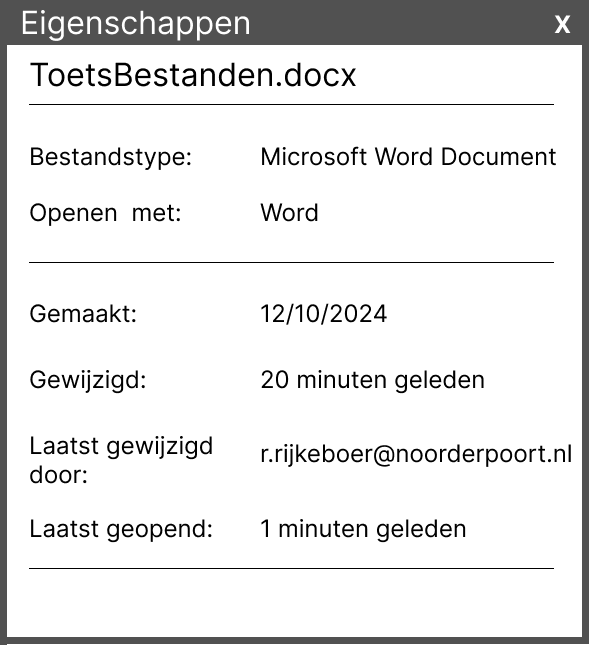 Eigenschappen X
ToetsBestanden.docx
Bestandstype: Microsoft Word Document
Openen met: Word
Gemaakt: 12/10/2024
Gewijzigd: 20 minuten geleden
Laatst gewijzigd
door: r.rijkeboer@noorderpoort.nl
Laatst geopend: 1 minuten geleden